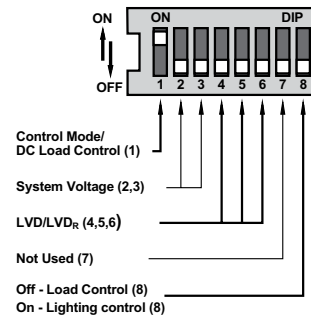 ON
ON DIP
OFF
1 2 3 4 5 6 7 8
Control Mode/
DC Load Control (1)
System Voltage (2,3)
LVD/LVDR (4,5,6)
Not Used (7)
Off - Load Control (8)
On - Lighting control (8)